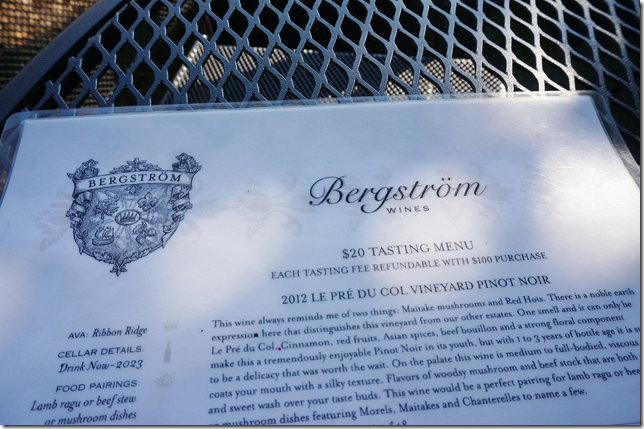 BERGSTRÖM
Bergström
WINES
$20 TASTING MENU
EACH TASTING FEE REFUNDABLE WITH $100 PURCHASE
2012 LE PRÉ DU COL VINEYARD PINOT NOIR
This wine always reminds me of two things: Maitake mushrooms and Red Hots. There is a noble earth
expression here that distinguishes this vineyard from our other estates. One smell and it can only be
Le Pré du Col. Cinnamon, red fruits, Asian spices, beef bouillon and a strong floral component
make this a tremendously enjoyable Pinot Noir in its youth, but with 1 to 3 years of bottle age it is
to be a delicacy that was worth the wait. On the palate this wine is medium to full-bodied, viscous
coats your mouth with a silky texture. Flavors of woodsy mushroom and beef stock that are both
and sweet wash over your taste buds. This wine would be a perfect pairing for lamb ragu or bee
mushroom dishes featuring Morels, Maitakes and Chanterelles to name a few.
AVA: Ribbon Ridge
CELLAR DETAILS:
Drink Now–2023
FOOD PAIRINGS:
Lamb ragu or beef stew
or mushroom dishes